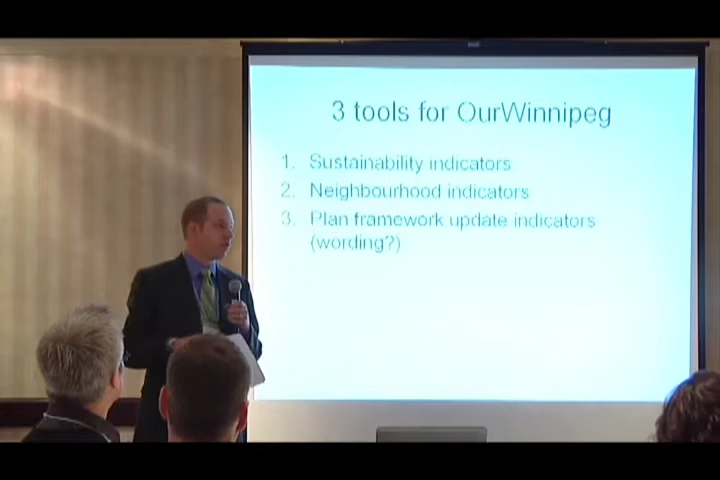 3 tools for OurWinnipeg
1. Sustainability indicators
2. Neighbourhood indicators
3. Plan framework update indicators
(wording?)